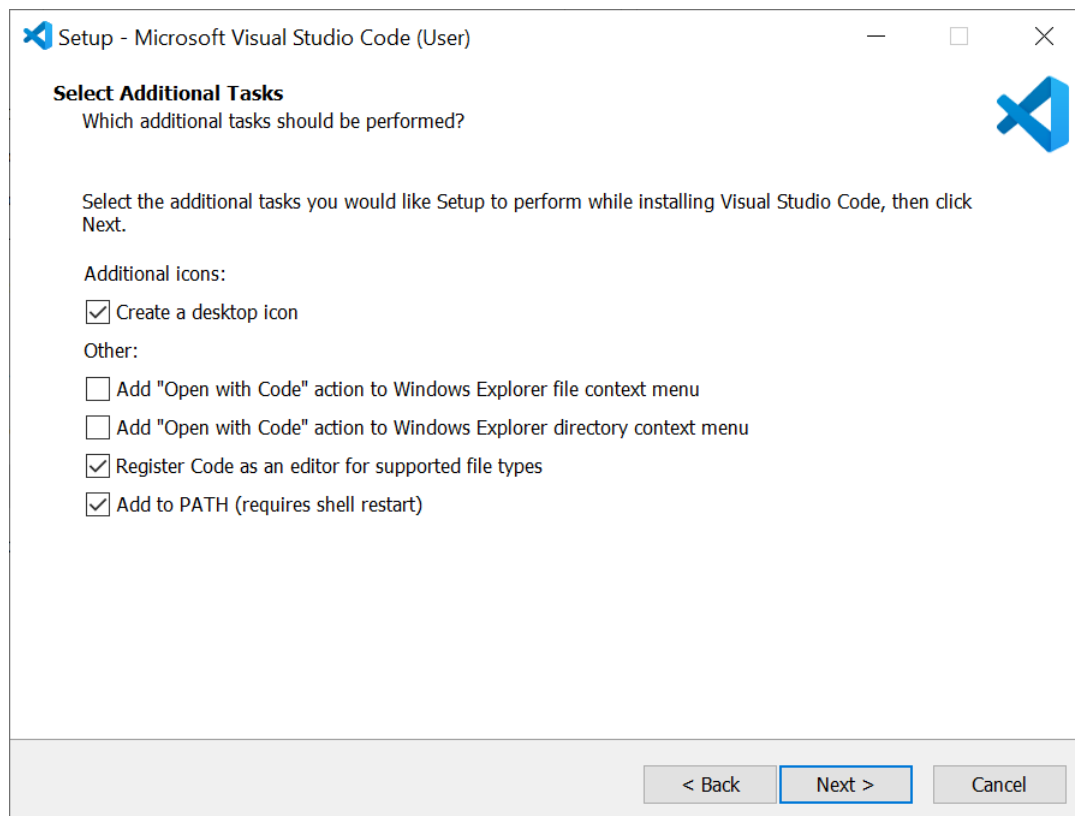 Setup - Microsoft Visual Studio Code (User)
Select Additional Tasks
Which additional tasks should be performed?
Select the additional tasks you would like Setup to perform while installing Visual Studio Code, then click
Next.
Additional icons:
Create a desktop icon
Other:
Add "Open with Code" action to Windows Explorer file context menu
Add "Open with Code" action to Windows Explorer directory context menu
Register Code as an editor for supported file types
Add to PATH (requires shell restart)
< Back Next > Cancel